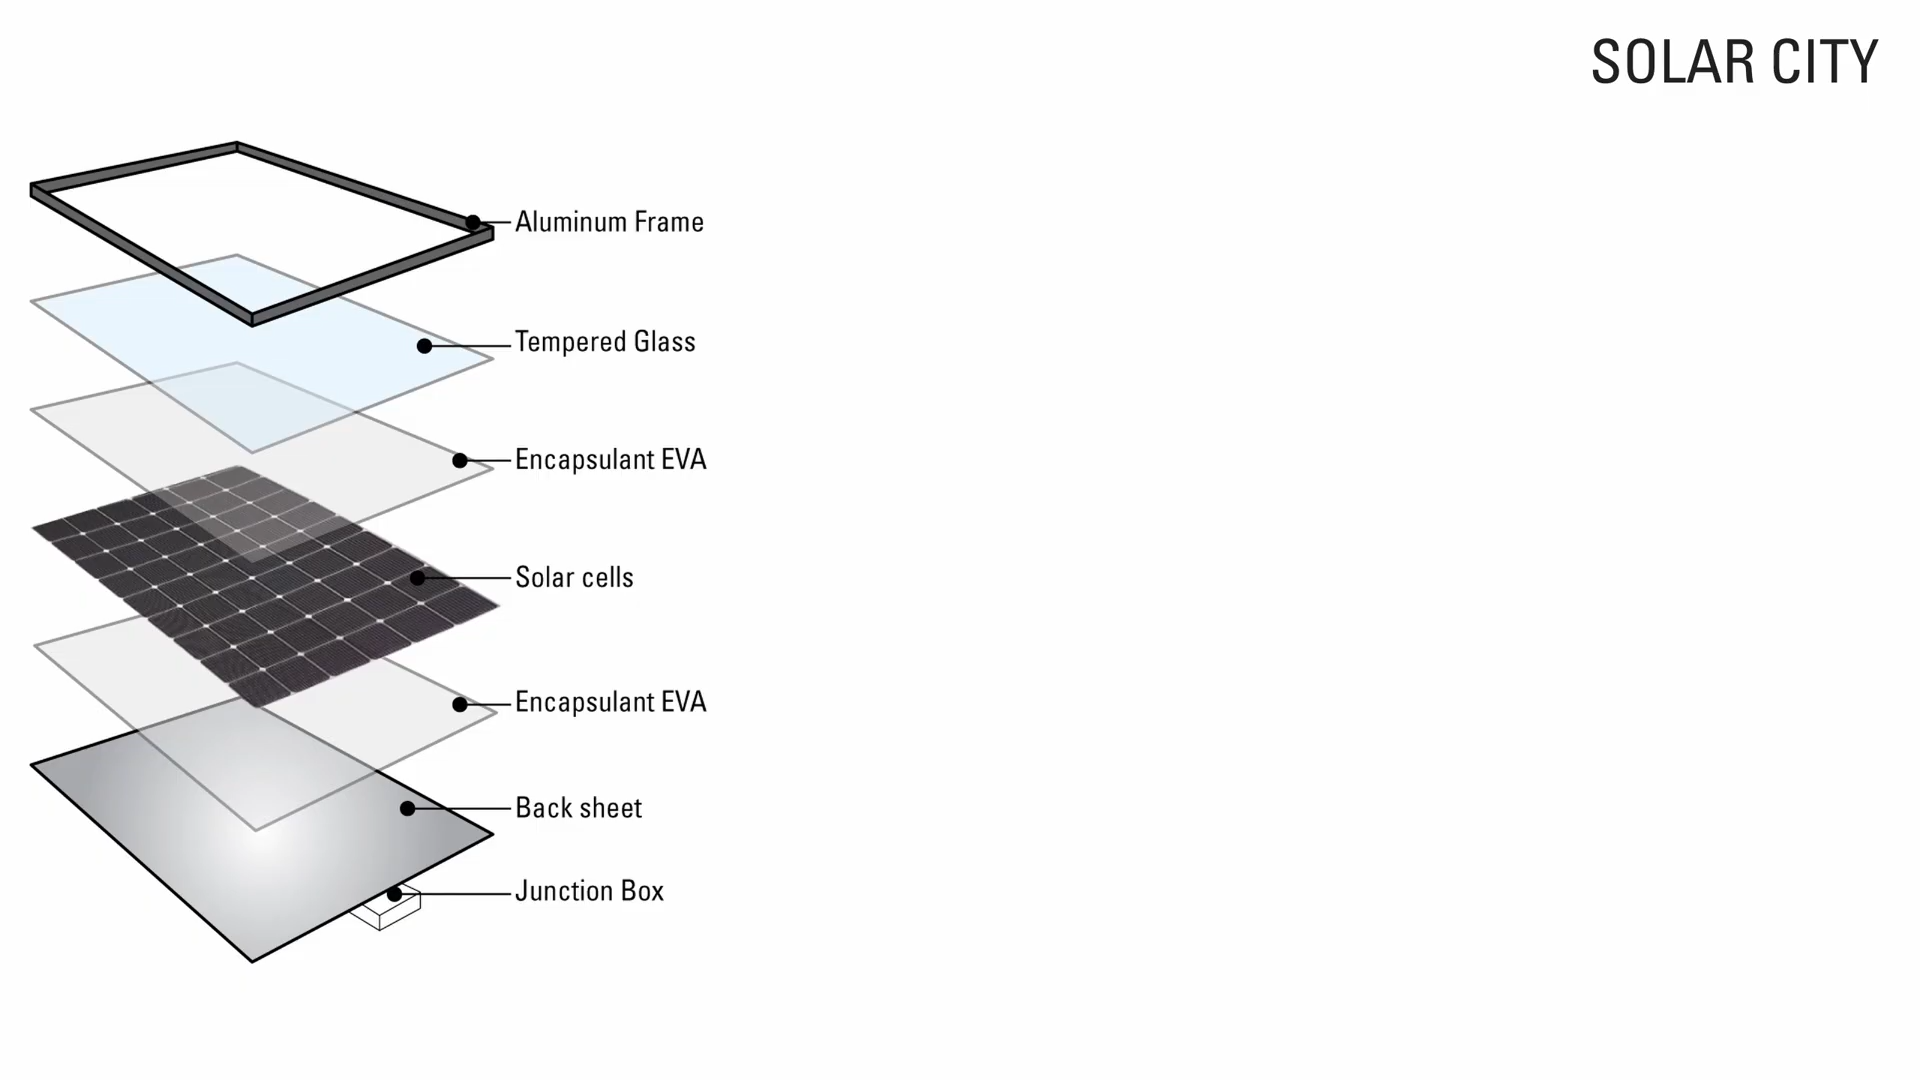 SOLAR CITY
Aluminum Frame
Tempered Glass
Encapsulant EVA
Solar cells
Encapsulant EVA
Back sheet
Junction Box